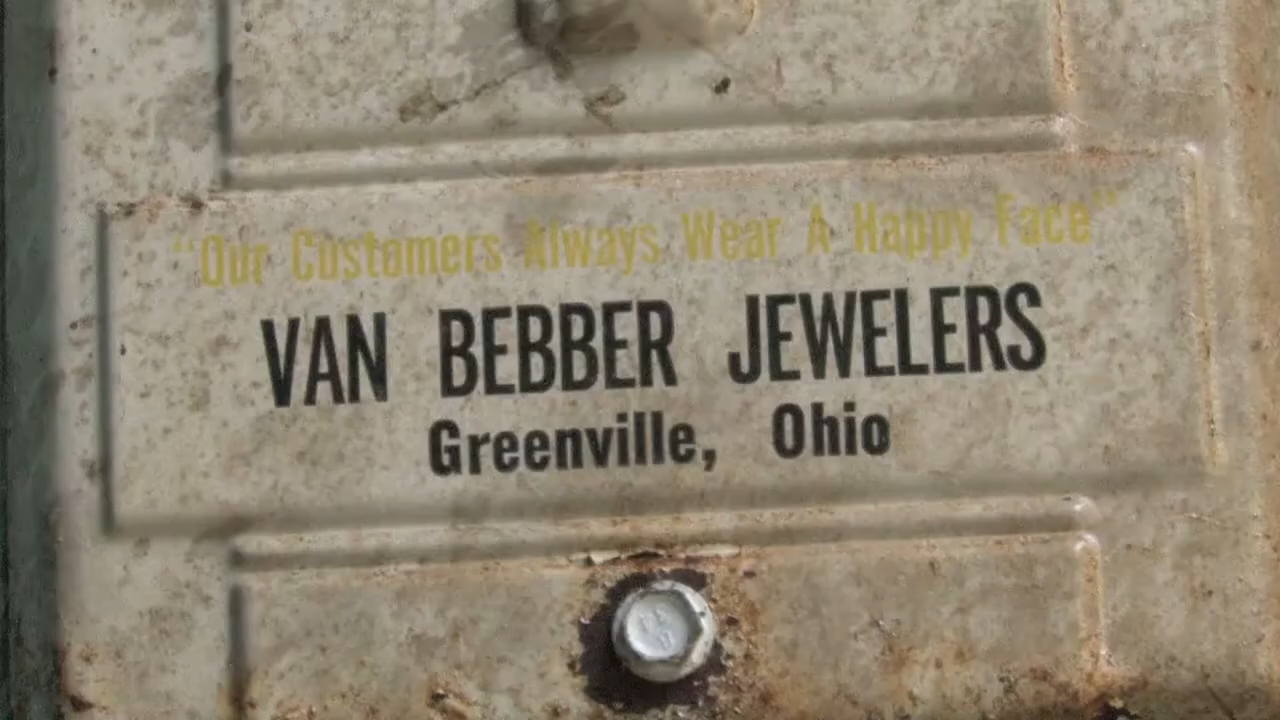 "Our Customers Always Wear A Happy Face"
VAN BEBBER JEWELERS
Greenville, Ohio